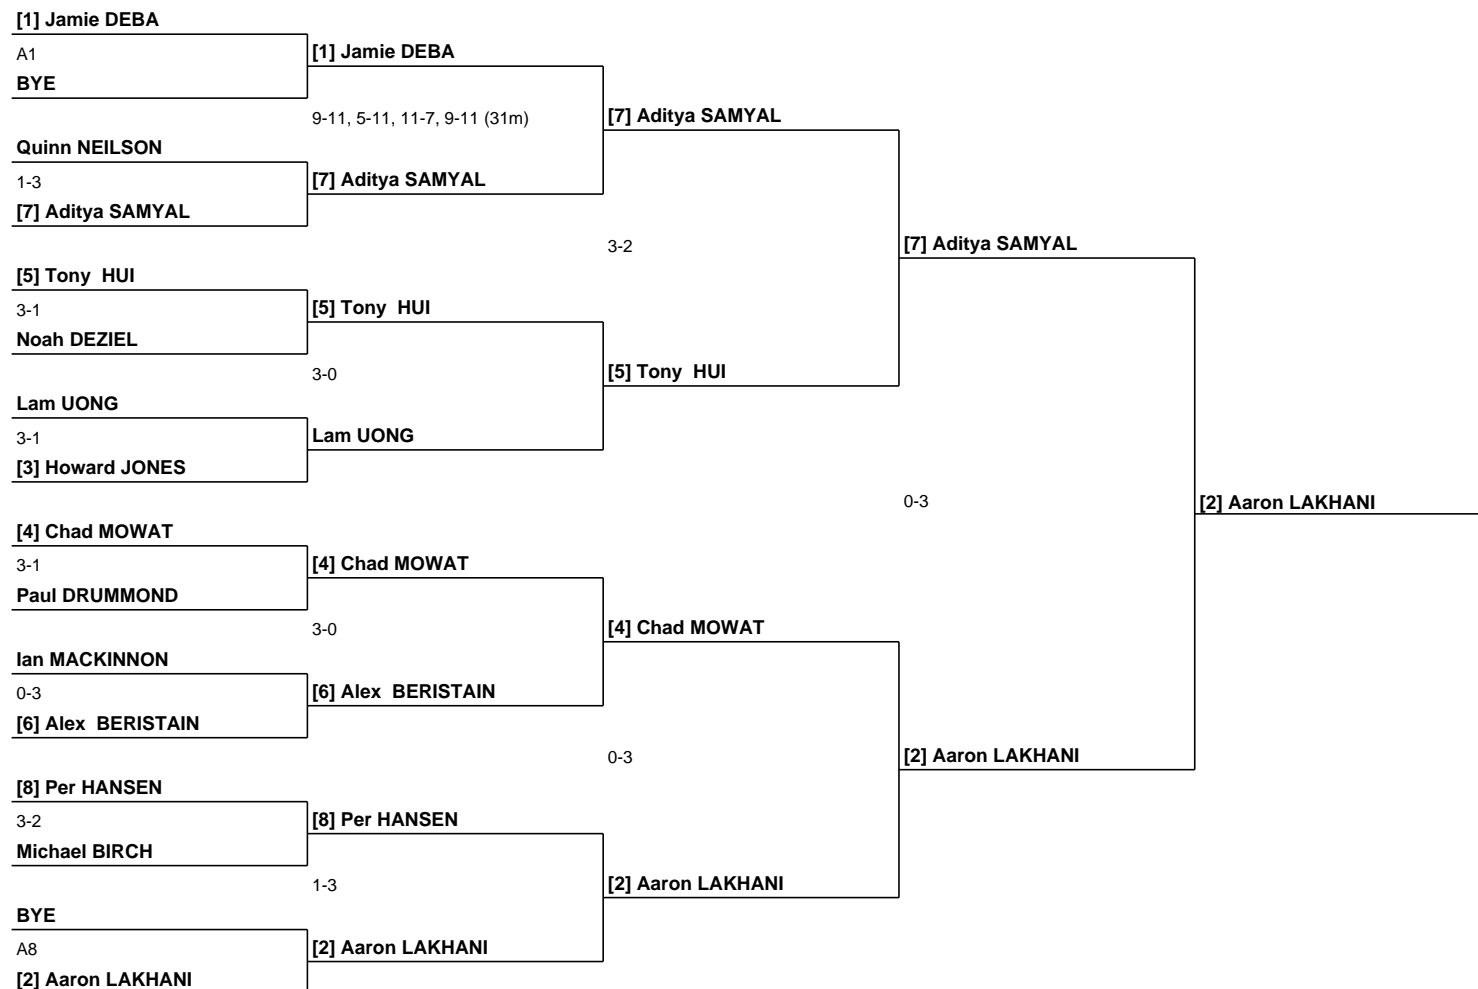 [1] Jamie DEBA
A1
[1] Jamie DEBA
BYE
9-11, 5-11, 11-7, 9-11 (31m)
[7] Aditya SAMYAL
Quinn NEILSON
1-3
[7] Aditya SAMYAL
[7] Aditya SAMYAL
3-2
[7] Aditya SAMYAL
[5] Tony  HUI
3-1
[5] Tony  HUI
Noah DEZIEL
3-0
[5] Tony  HUI
Lam UONG
3-1
Lam UONG
[3] Howard JONES
0-3
[2] Aaron LAKHANI
[4] Chad MOWAT
3-1
[4] Chad MOWAT
Paul DRUMMOND
3-0
[4] Chad MOWAT
Ian MACKINNON
0-3
[6] Alex  BERISTAIN
[6] Alex  BERISTAIN
0-3
[2] Aaron LAKHANI
[8] Per HANSEN
3-2
[8] Per HANSEN
Michael BIRCH
1-3
[2] Aaron LAKHANI
BYE
A8
[2] Aaron LAKHANI
[2] Aaron LAKHANI